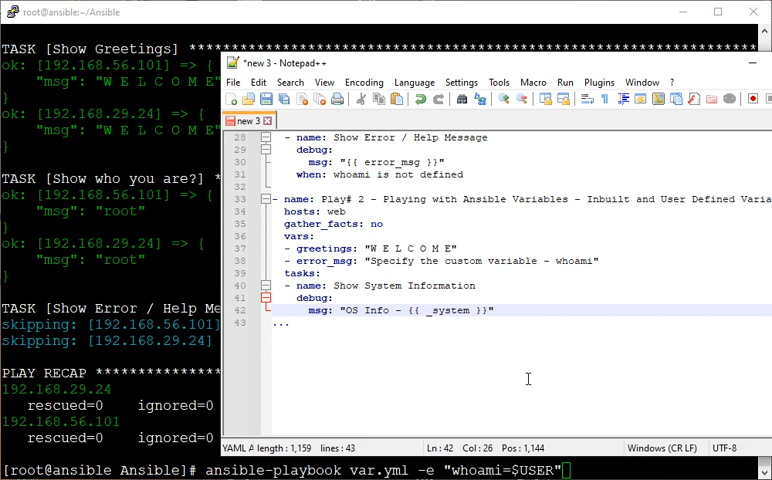 root@ansible:~/Ansible
TASK [Show Greetings] ************************
ok: [192.168.56.101] => {
"msg": "W E L C O M E"
}
ok: [192.168.29.24] => {
"msg": "W E L C O M E"
}
TASK [Show who you are?] *
ok: [192.168.56.101] => {
"msg": "root"
}
ok: [192.168.29.24] => {
"msg": "root"
}
TASK [Show Error / Help Me
skipping: [192.168.56.101]
skipping: [192.168.29.24]
PLAY RECAP ***************
192.168.29.24
rescued=0 ignored=0
192.168.56.101
rescued=0 ignored=0
[root@ansible Ansible]# ansible-playbook var.yml -e "whoami=$USER"
*new 3 - Notepad++
File Edit Search View Encoding Language Settings Tools Macro Run Plugins Window ?
new 3
28 - name: Show Error / Help Message
29 debug:
30 msg: "{{ error_msg }}"
31 when: whoami is not defined
32
33 - name: Play# 2 - Playing with Ansible Variables - Inbuilt and User Defined Varia
34 hosts: web
35 gather_facts: no
36 vars:
37 - greetings: "W E L C O M E"
38 - error_msg: "Specify the custom variable - whoami"
39 tasks:
40 - name: Show System Information
41 debug:
42 msg: "OS Info - {{ _system }}"
43 ...
YAML A length : 1,159 lines : 43 Ln : 42 Col : 26 Pos : 1,144 Windows (CR LF) UTF-8